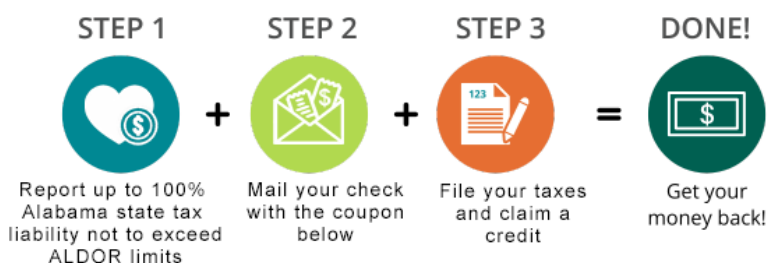 STEP 1
Report up to 100%
Alabama state tax
liability not to exceed
ALDOR limits
+
STEP 2
$
Mail your check
with the coupon
below
+
STEP 3
123
File your taxes
and claim a
credit
=
DONE!
$
Get your
money back!